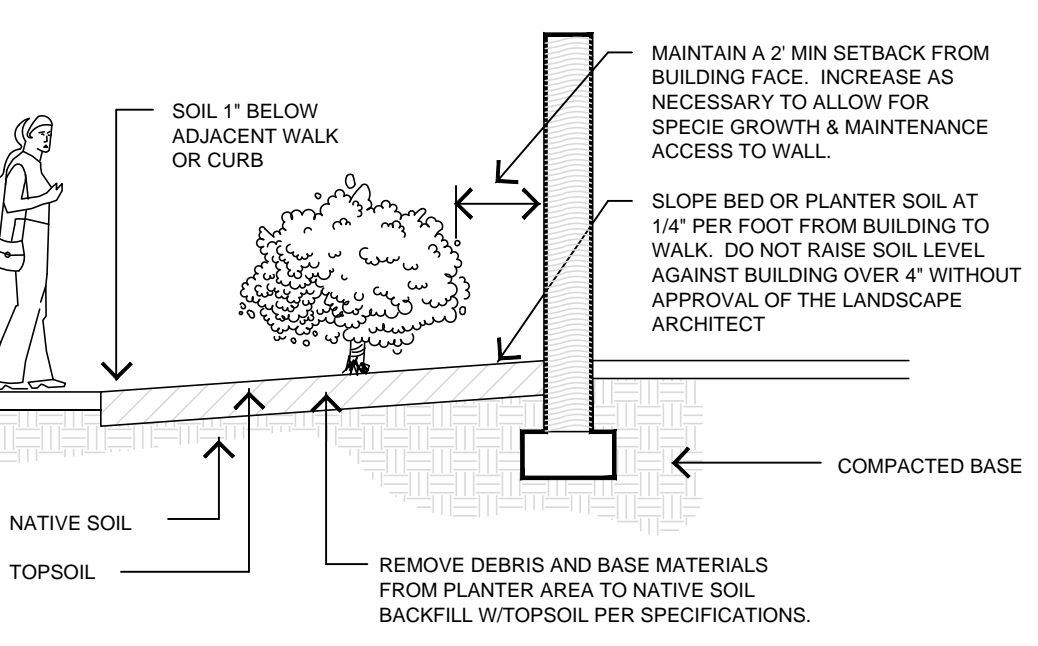 SOIL 1" BELOW
ADJACENT WALK
OR CURB
MAINTAIN A 2' MIN SETBACK FROM
BUILDING FACE. INCREASE AS
NECESSARY TO ALLOW FOR
SPECIE GROWTH & MAINTENANCE
ACCESS TO WALL.
SLOPE BED OR PLANTER SOIL AT
1/4" PER FOOT FROM BUILDING TO
WALK. DO NOT RAISE SOIL LEVEL
AGAINST BUILDING OVER 4" WITHOUT
APPROVAL OF THE LANDSCAPE
ARCHITECT
COMPACTED BASE
NATIVE SOIL
TOPSOIL
REMOVE DEBRIS AND BASE MATERIALS
FROM PLANTER AREA TO NATIVE SOIL
BACKFILL W/TOPSOIL PER SPECIFICATIONS.